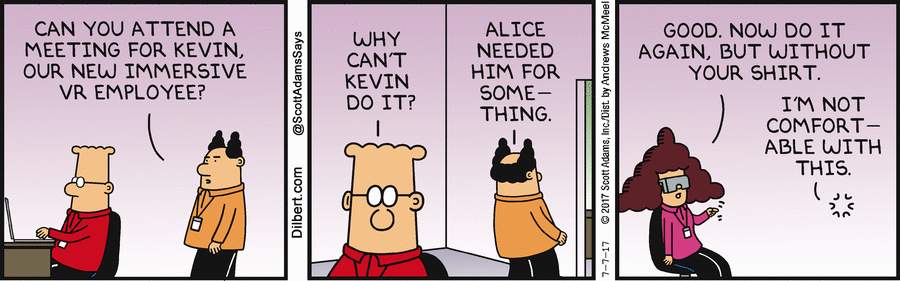 CAN YOU ATTEND A
MEETING FOR KEVIN,
OUR NEW IMMERSIVE
VR EMPLOYEE?
Dilbert.com @ScottAdamsSays
WHY
CAN'T
KEVIN
DO IT?
ALICE
NEEDED
HIM FOR
SOME—
THING.
7-7-17 © 2017 Scott Adams, Inc./Dist. by Andrews McMeel
GOOD. NOW DO IT
AGAIN, BUT WITHOUT
YOUR SHIRT.
I'M NOT
COMFORT—
ABLE WITH
THIS.